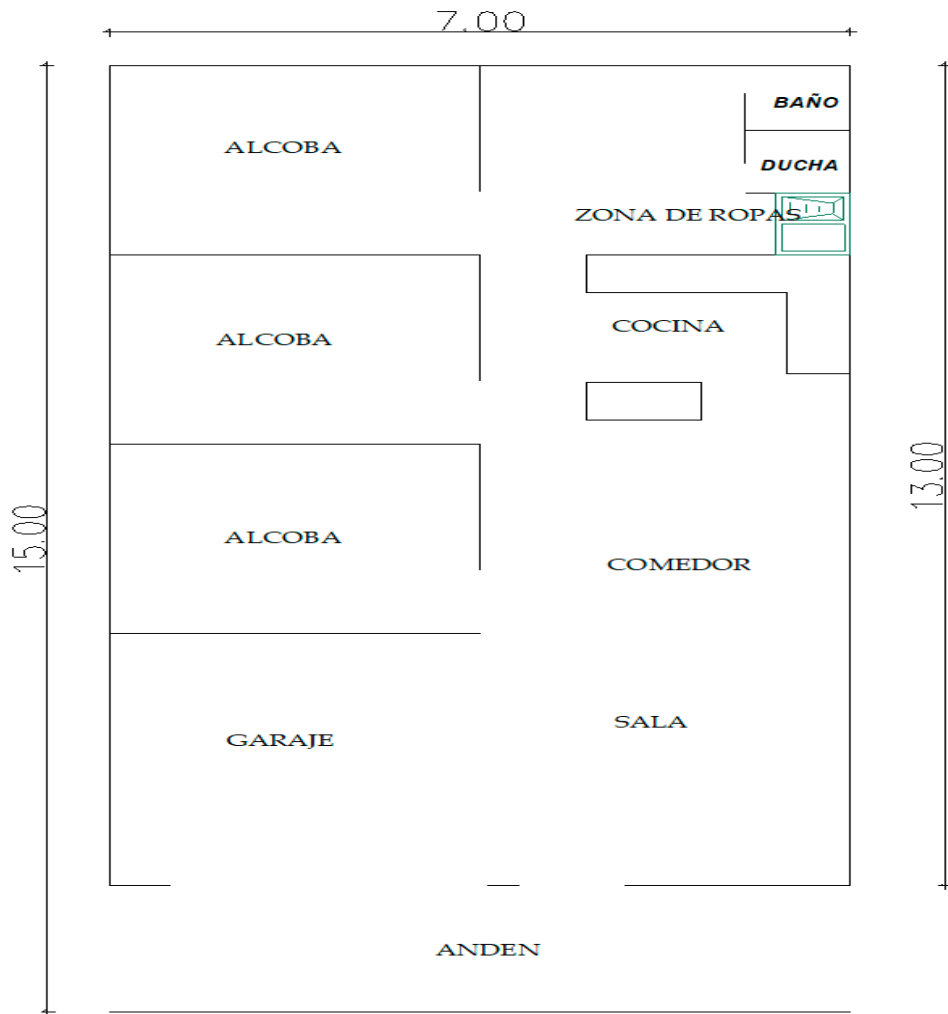 7.00
BAÑO
ALCOBA
DUCHA
ZONA DE ROPAS
COCINA
ALCOBA
13.00
15.00
ALCOBA
COMEDOR
SALA
GARAJE
ANDEN